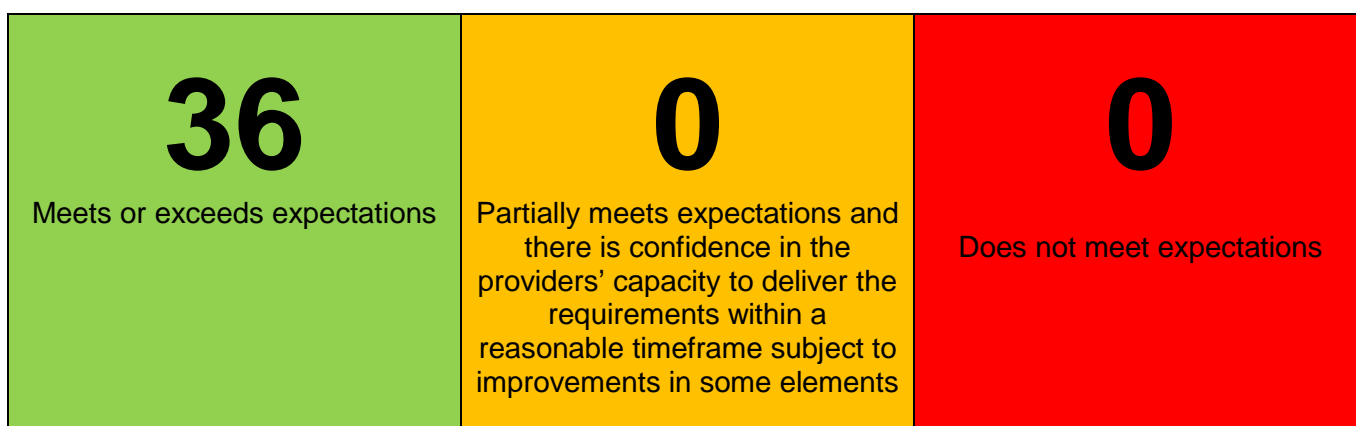 36
Meets or exceeds expectations
0
Partially meets expectations and
there is confidence in the
providers’ capacity to deliver the
requirements within a
reasonable timeframe subject to
improvements in some elements
0
Does not meet expectations